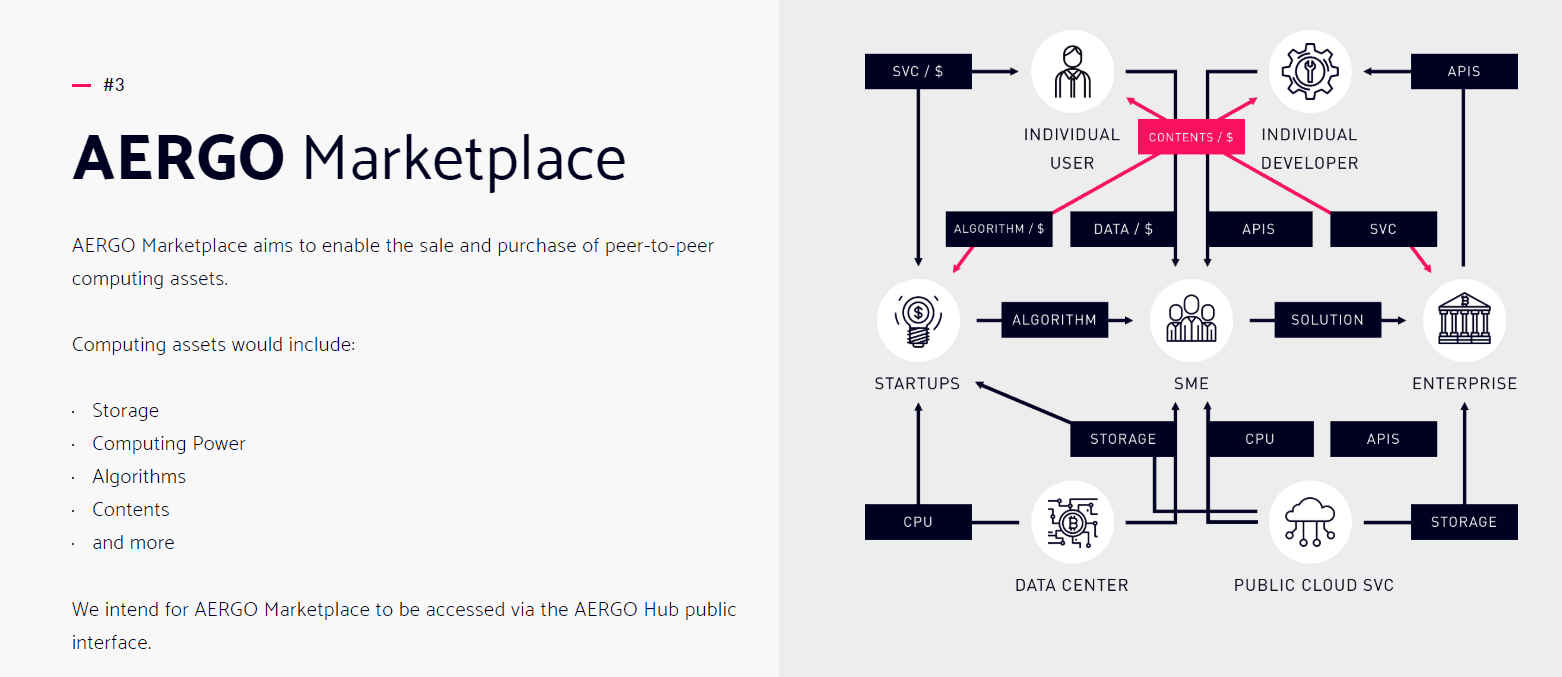 #3
AERGO Marketplace
AERGO Marketplace aims to enable the sale and purchase of peer-to-peer
computing assets.
Computing assets would include:
· Storage
· Computing Power
· Algorithms
· Contents
· and more
We intend for AERGO Marketplace to be accessed via the AERGO Hub public
interface.
SVC / $
APIS
INDIVIDUAL
USER
CONTENTS / $
INDIVIDUAL
DEVELOPER
ALGORITHM / $
DATA / $
APIS
SVC
ALGORITHM
SOLUTION
STARTUPS
SME
ENTERPRISE
STORAGE
CPU
APIS
CPU
STORAGE
DATA CENTER
PUBLIC CLOUD SVC